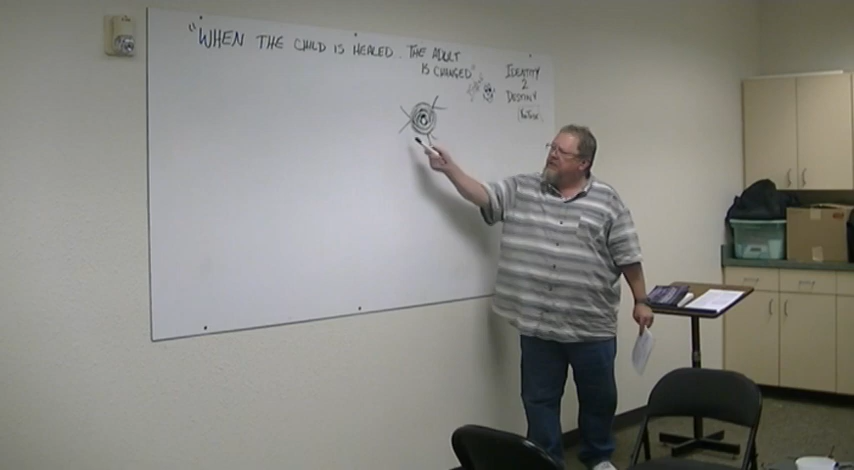 "WHEN THE CHILD IS HEALED. THE ADULT
IS CHANGED"
IDENTITY
2
DESTINY